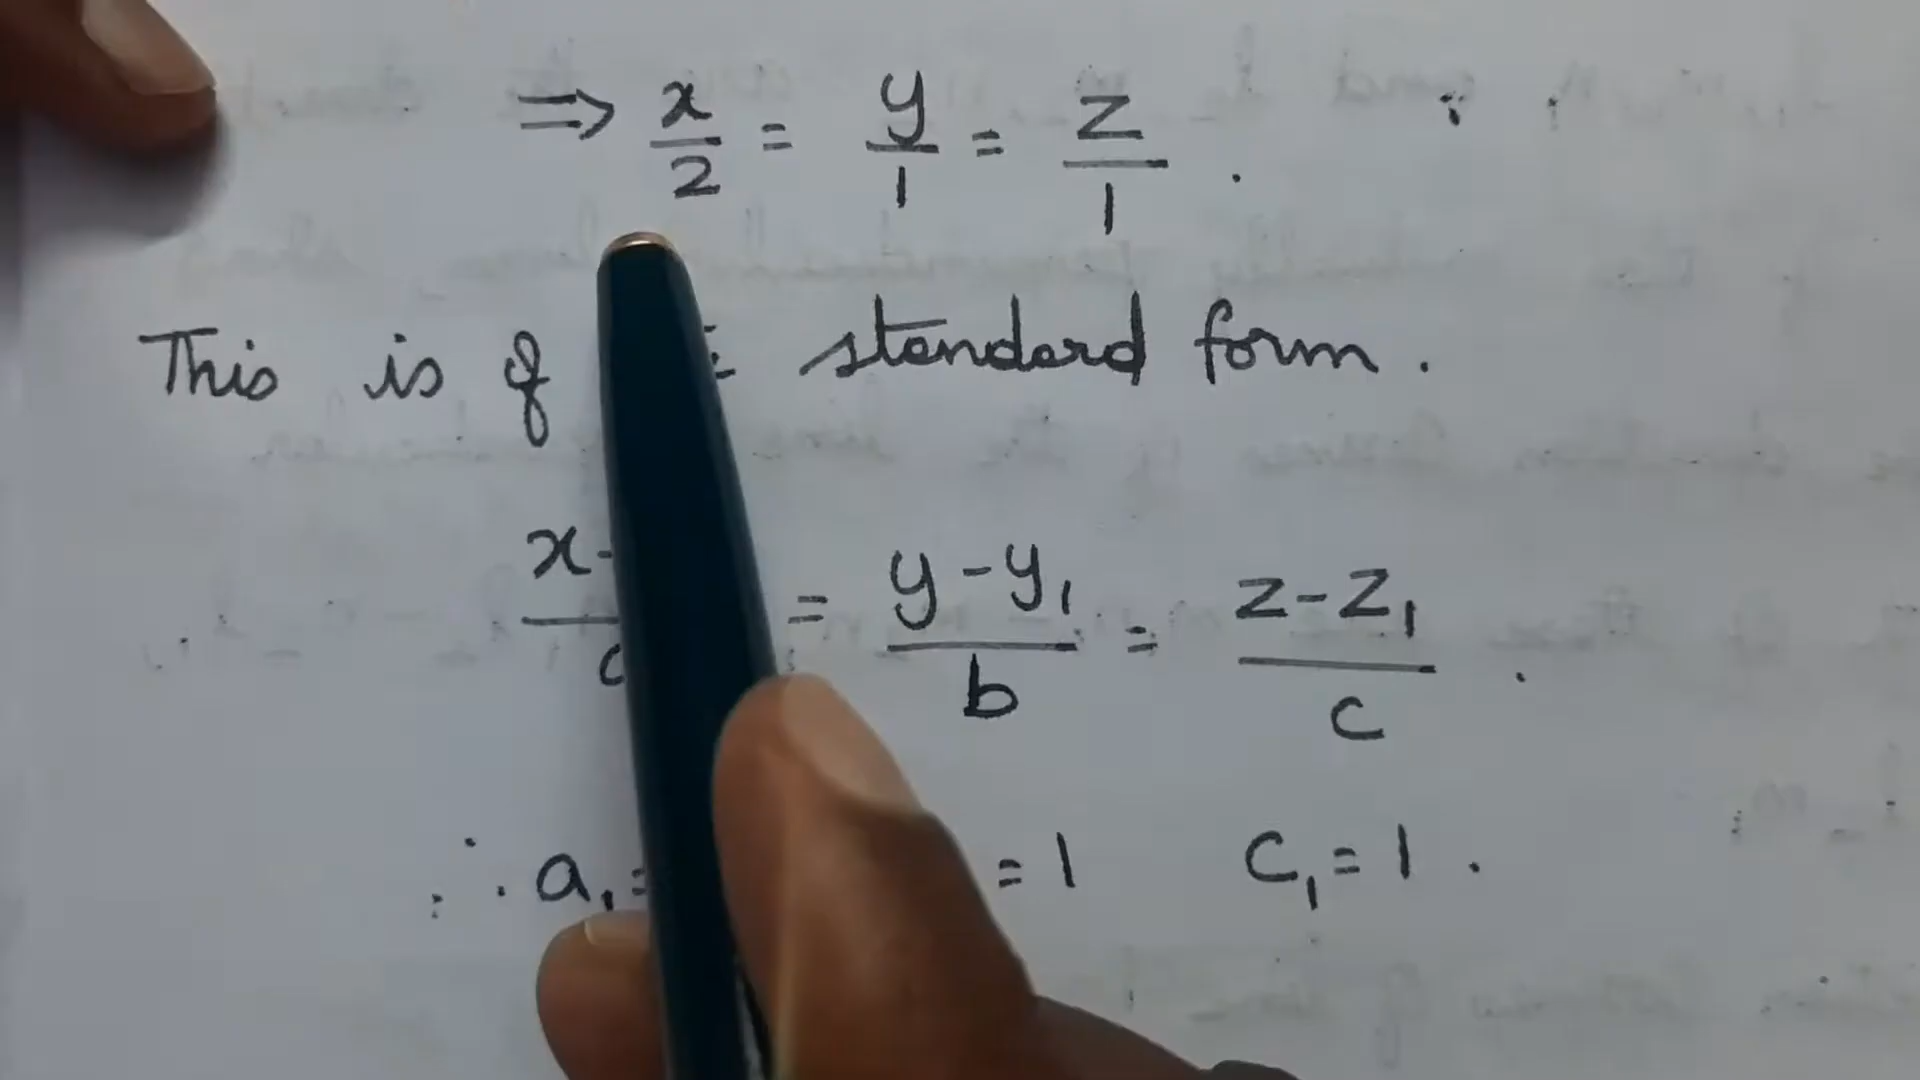 ⇒ x/2 = y/1 = z/1 .
This is of standard form .
x- = y-y₁/b = z-z₁/c .
∴ a₁= =1 c₁=1 .